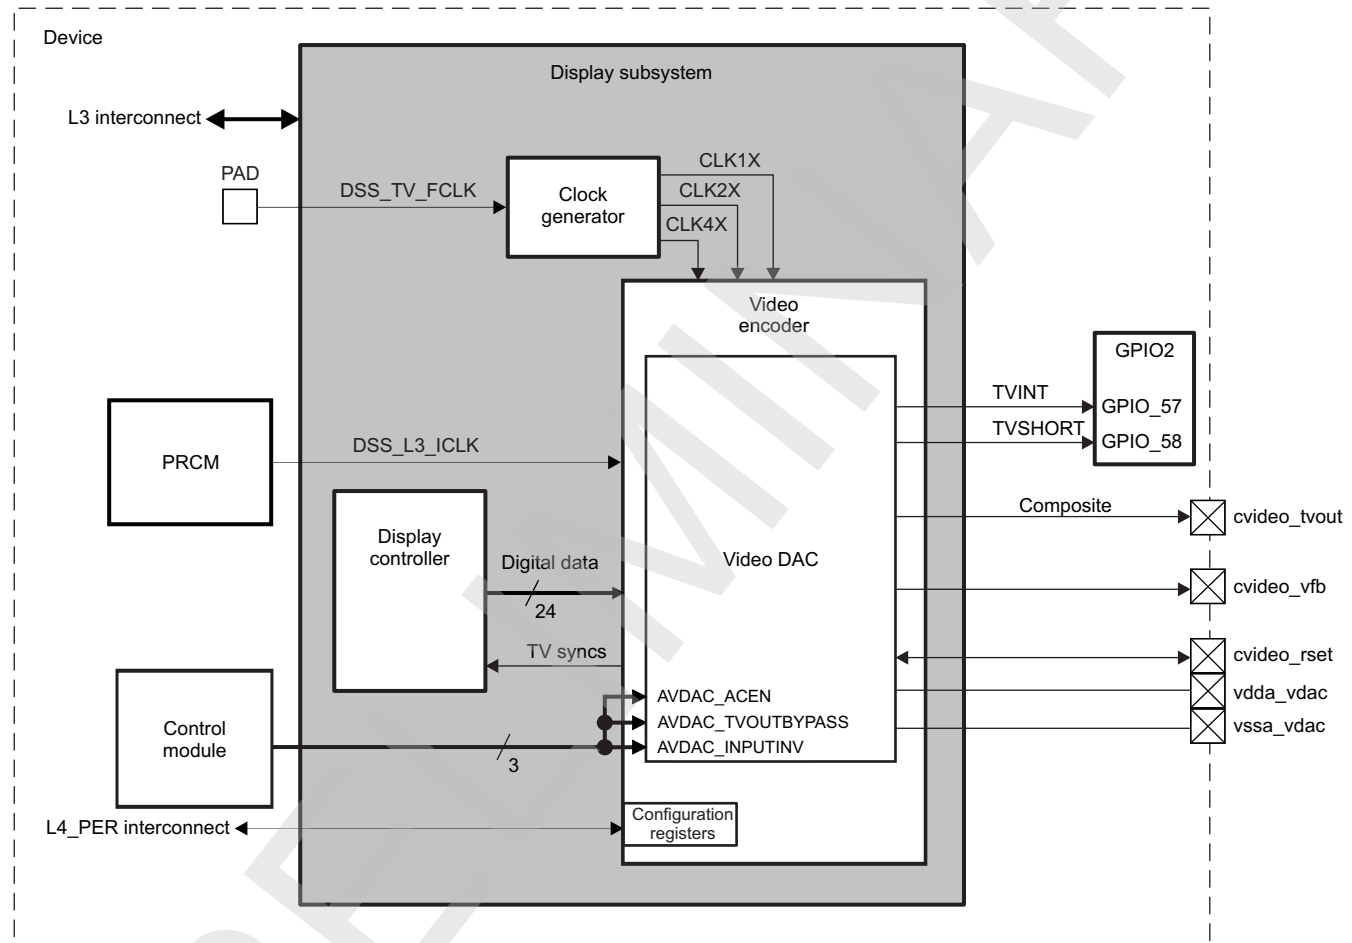 Device
Display subsystem
L3 interconnect
PAD
DSS_TV_FCLK
Clock
generator
CLK1X
CLK2X
CLK4X
Video
encoder
GPIO2
TVINT
GPIO_57
TVSHORT
GPIO_58
PRCM
DSS_L3_ICLK
Composite
cvideo_tvout
Display
controller
Digital data
24
Video DAC
cvideo_vfb
TV syncs
cvideo_rset
AVDAC_ACEN
vdda_vdac
AVDAC_TVOUTBYPASS
vssa_vdac
AVDAC_INPUTINV
Control
module
3
L4_PER interconnect
Configuration
registers